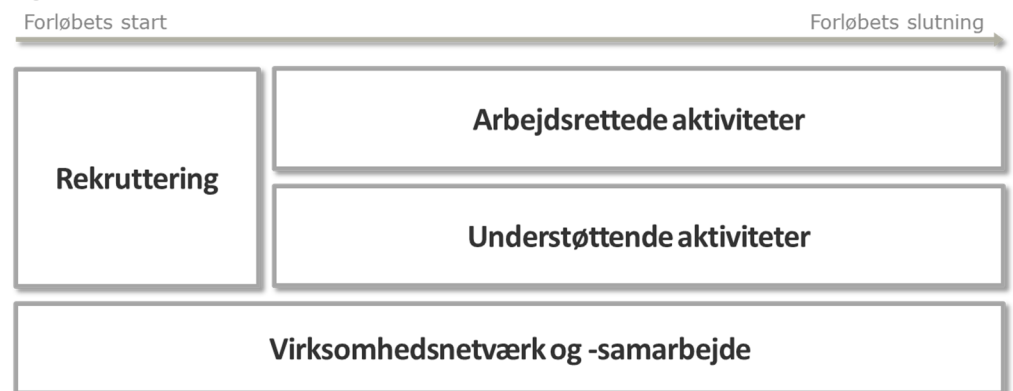 Forløbets start
Forløbets slutning
Rekruttering
Arbejdsrettede aktiviteter
Understøttende aktiviteter
Virksomhedsnetværk og -samarbejde